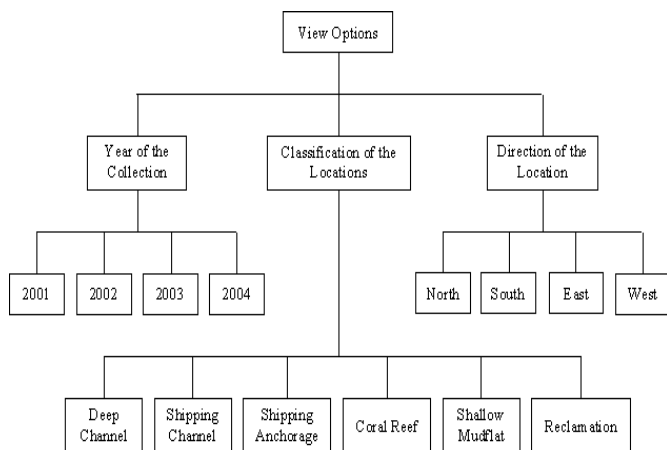 View Options
Year of the
Collection
Classification of the
Locations
Direction of the
Location
2001
2002
2003
2004
North
South
East
West
Deep
Channel
Shipping
Channel
Shipping
Anchorage
Coral Reef
Shallow
Mudflat
Reclamation